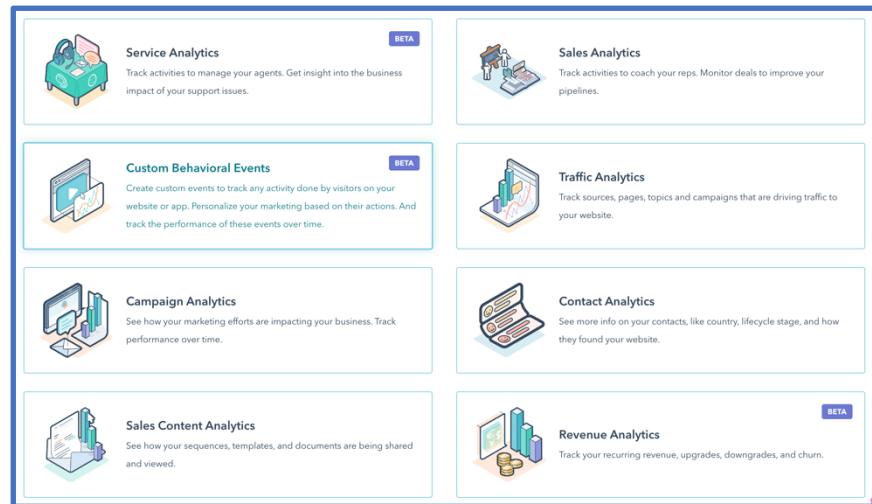 BETA
Service Analytics
Track activities to manage your agents. Get insight into the business
impact of your support issues.
Sales Analytics
Track activities to coach your reps. Monitor deals to improve your
pipelines.
BETA
Custom Behavioral Events
Create custom events to track any activity done by visitors on your
website or app. Personalize your marketing based on their actions. And
track the performance of these events over time.
Traffic Analytics
Track sources, pages, topics and campaigns that are driving traffic to
your website.
Campaign Analytics
See how your marketing efforts are impacting your business. Track
performance over time.
Contact Analytics
See more info on your contacts, like country, lifecycle stage, and how
they found your website.
Sales Content Analytics
See how your sequences, templates, and documents are being shared
and viewed.
BETA
Revenue Analytics
Track your recurring revenue, upgrades, downgrades, and churn.